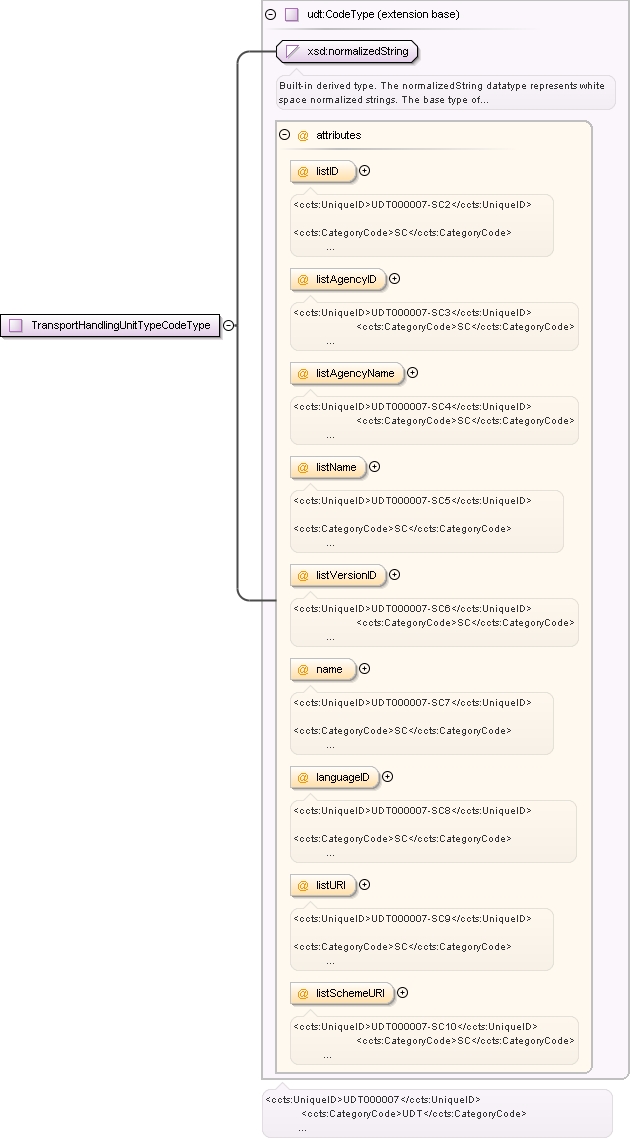 udt:CodeType (extension base)
xsd:normalizedString
Built-in derived type. The normalizedString datatype represents white
space normalized strings. The base type of...
@ attributes
@ listID
<ccts:UniqueID>UDT000007-SC2</ccts:UniqueID>
<ccts:CategoryCode>SC</ccts:CategoryCode>
...
@ listAgencyID
<ccts:UniqueID>UDT000007-SC3</ccts:UniqueID>
<ccts:CategoryCode>SC</ccts:CategoryCode>
...
TransportHandlingUnitTypeCodeType
@ listAgencyName
<ccts:UniqueID>UDT000007-SC4</ccts:UniqueID>
<ccts:CategoryCode>SC</ccts:CategoryCode>
...
@ listName
<ccts:UniqueID>UDT000007-SC5</ccts:UniqueID>
<ccts:CategoryCode>SC</ccts:CategoryCode>
...
@ listVersionID
<ccts:UniqueID>UDT000007-SC6</ccts:UniqueID>
<ccts:CategoryCode>SC</ccts:CategoryCode>
...
@ name
<ccts:UniqueID>UDT000007-SC7</ccts:UniqueID>
<ccts:CategoryCode>SC</ccts:CategoryCode>
...
@ languageID
<ccts:UniqueID>UDT000007-SC8</ccts:UniqueID>
<ccts:CategoryCode>SC</ccts:CategoryCode>
...
@ listURI
<ccts:UniqueID>UDT000007-SC9</ccts:UniqueID>
<ccts:CategoryCode>SC</ccts:CategoryCode>
...
@ listSchemeURI
<ccts:UniqueID>UDT000007-SC10</ccts:UniqueID>
<ccts:CategoryCode>SC</ccts:CategoryCode>
...
<ccts:UniqueID>UDT000007</ccts:UniqueID>
<ccts:CategoryCode>UDT</ccts:CategoryCode>
...